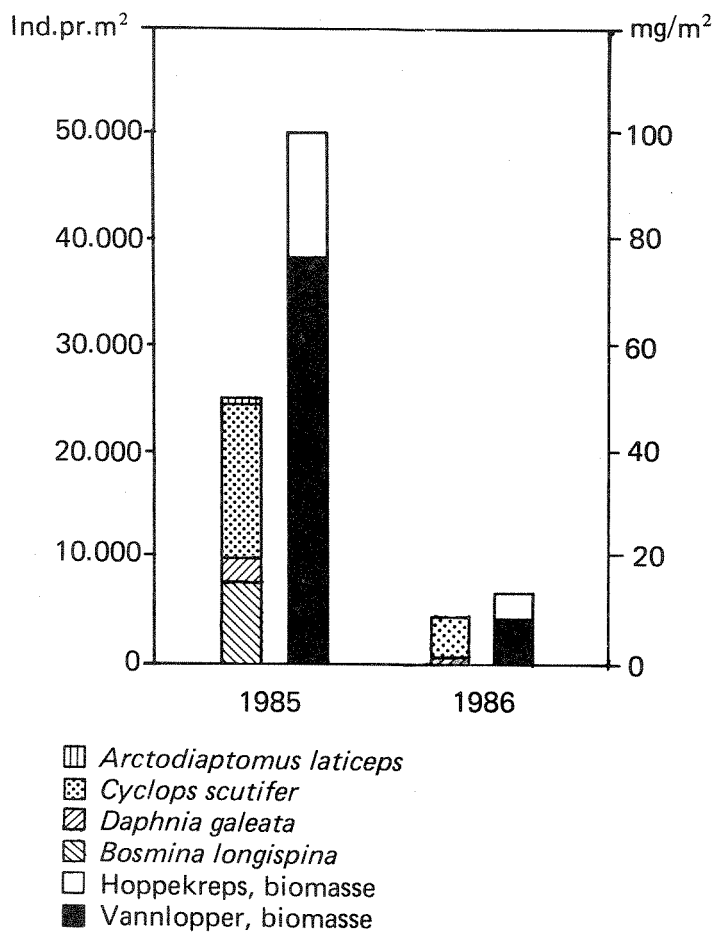 Ind.pr.m²
mg/m²
50.000
100
40.000
80
30.000
60
20.000
40
10.000
20
0
0
1985
1986
Arctodiaptomus laticeps
Cyclops scutifer
Daphnia galeata
Bosmina longispina
Hoppekreps, biomasse
Vannlopper, biomasse